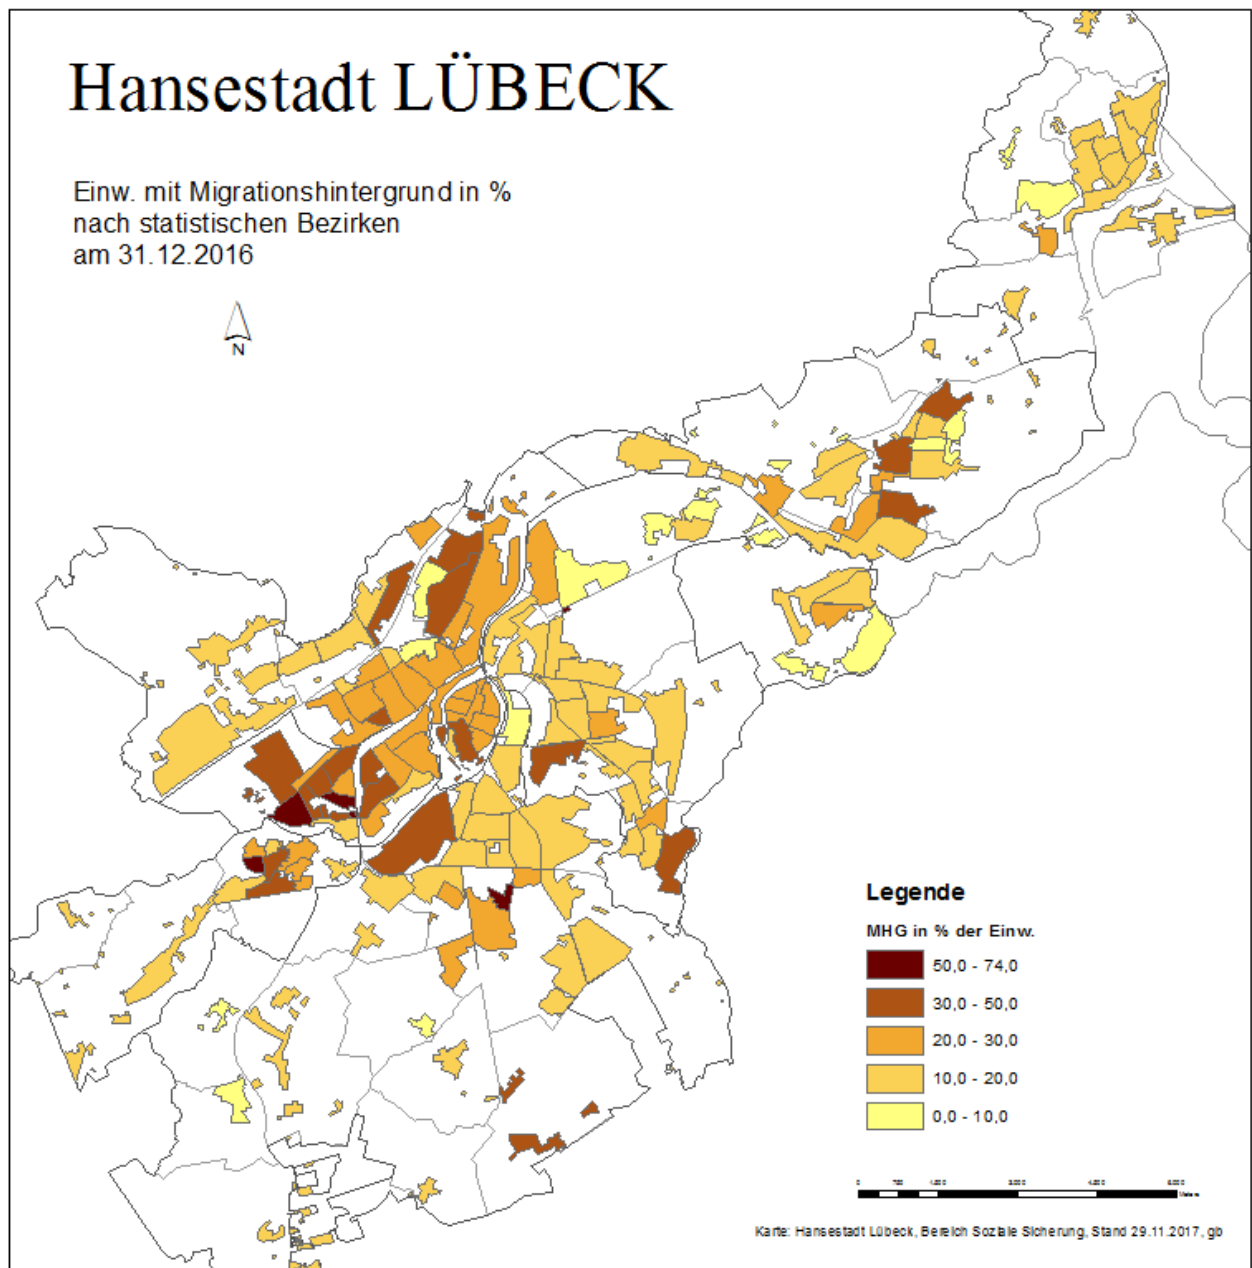 Hansestadt LÜBECK
Einw. mit Migrationshintergrund in %
nach statistischen Bezirken
am 31.12.2016
N
Legende
MHG in % der Einw.
50,0 - 74,0
30,0 - 50,0
20,0 - 30,0
10,0 - 20,0
0,0 - 10,0
Karte: Hansestadt Lübeck, Bereich Soziale Sicherung, Stand 29.11.2017, gb